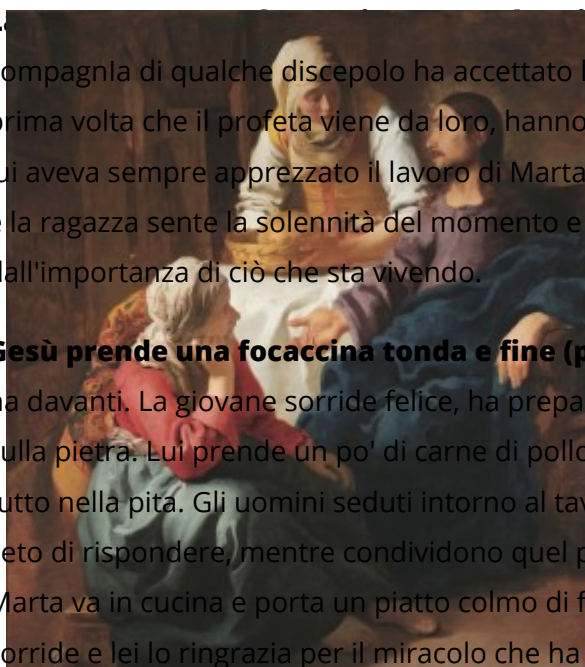 ompagnIa di qualche discepolo ha accettato
prima volta che il profeta viene da loro, hanno
ui aveva sempre apprezzato il lavoro di Marta
e la ragazza sente la solennità del momento e
dall'importanza di ciò che sta vivendo.
Gesù prende una focaccina tonda e fine (p
na davanti. La giovane sorride felice, ha prepa
ulla pietra. Lui prende un po' di carne di pollo
utto nella pita. Gli uomini seduti intorno al tav
eto di rispondere, mentre condividono quel p
Marta va in cucina e porta un piatto colmo di f
orride e lei lo ringrazia per il miracolo che ha